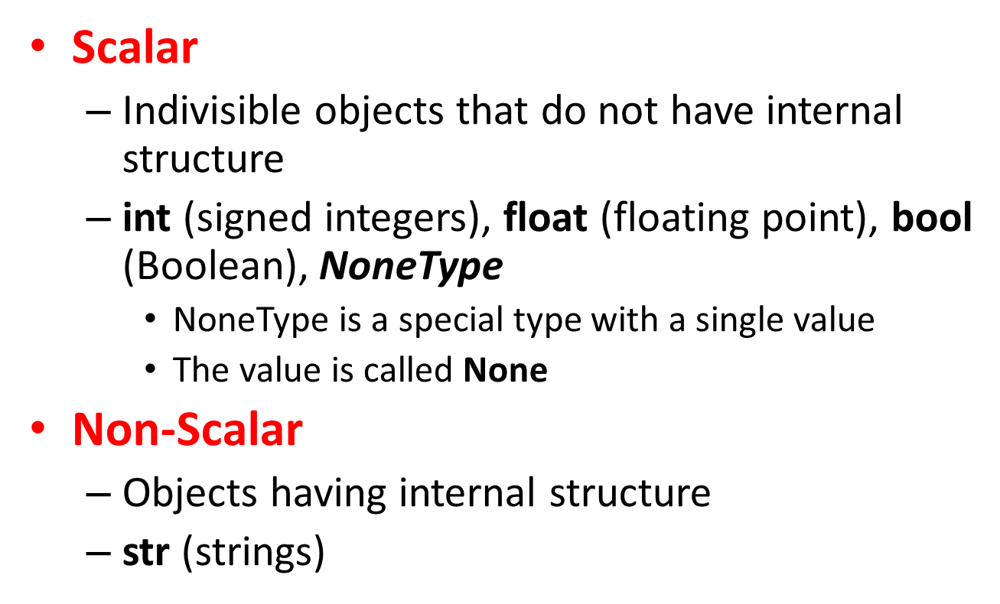 • Scalar
– Indivisible objects that do not have internal
structure
– int (signed integers), float (floating point), bool
(Boolean), NoneType
• NoneType is a special type with a single value
• The value is called None
• Non-Scalar
– Objects having internal structure
– str (strings)